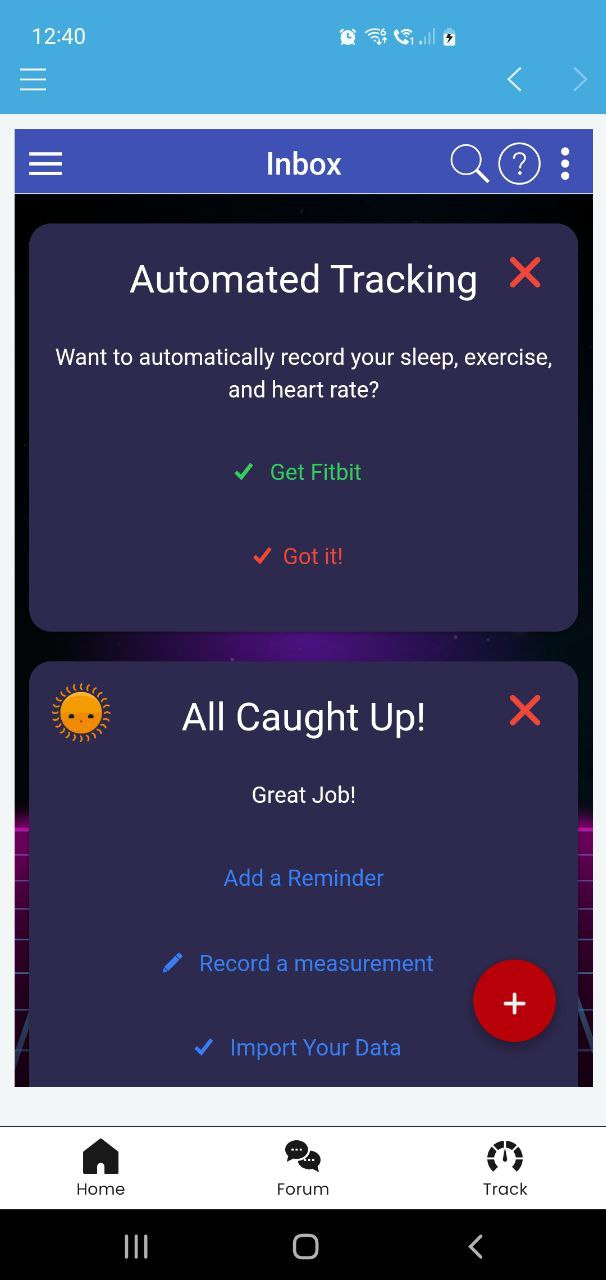 12:40
Inbox
Automated Tracking
Want to automatically record your sleep, exercise,
and heart rate?
Get Fitbit
Got it!
All Caught Up!
Great Job!
Add a Reminder
Record a measurement
Import Your Data
Home
Forum
Track